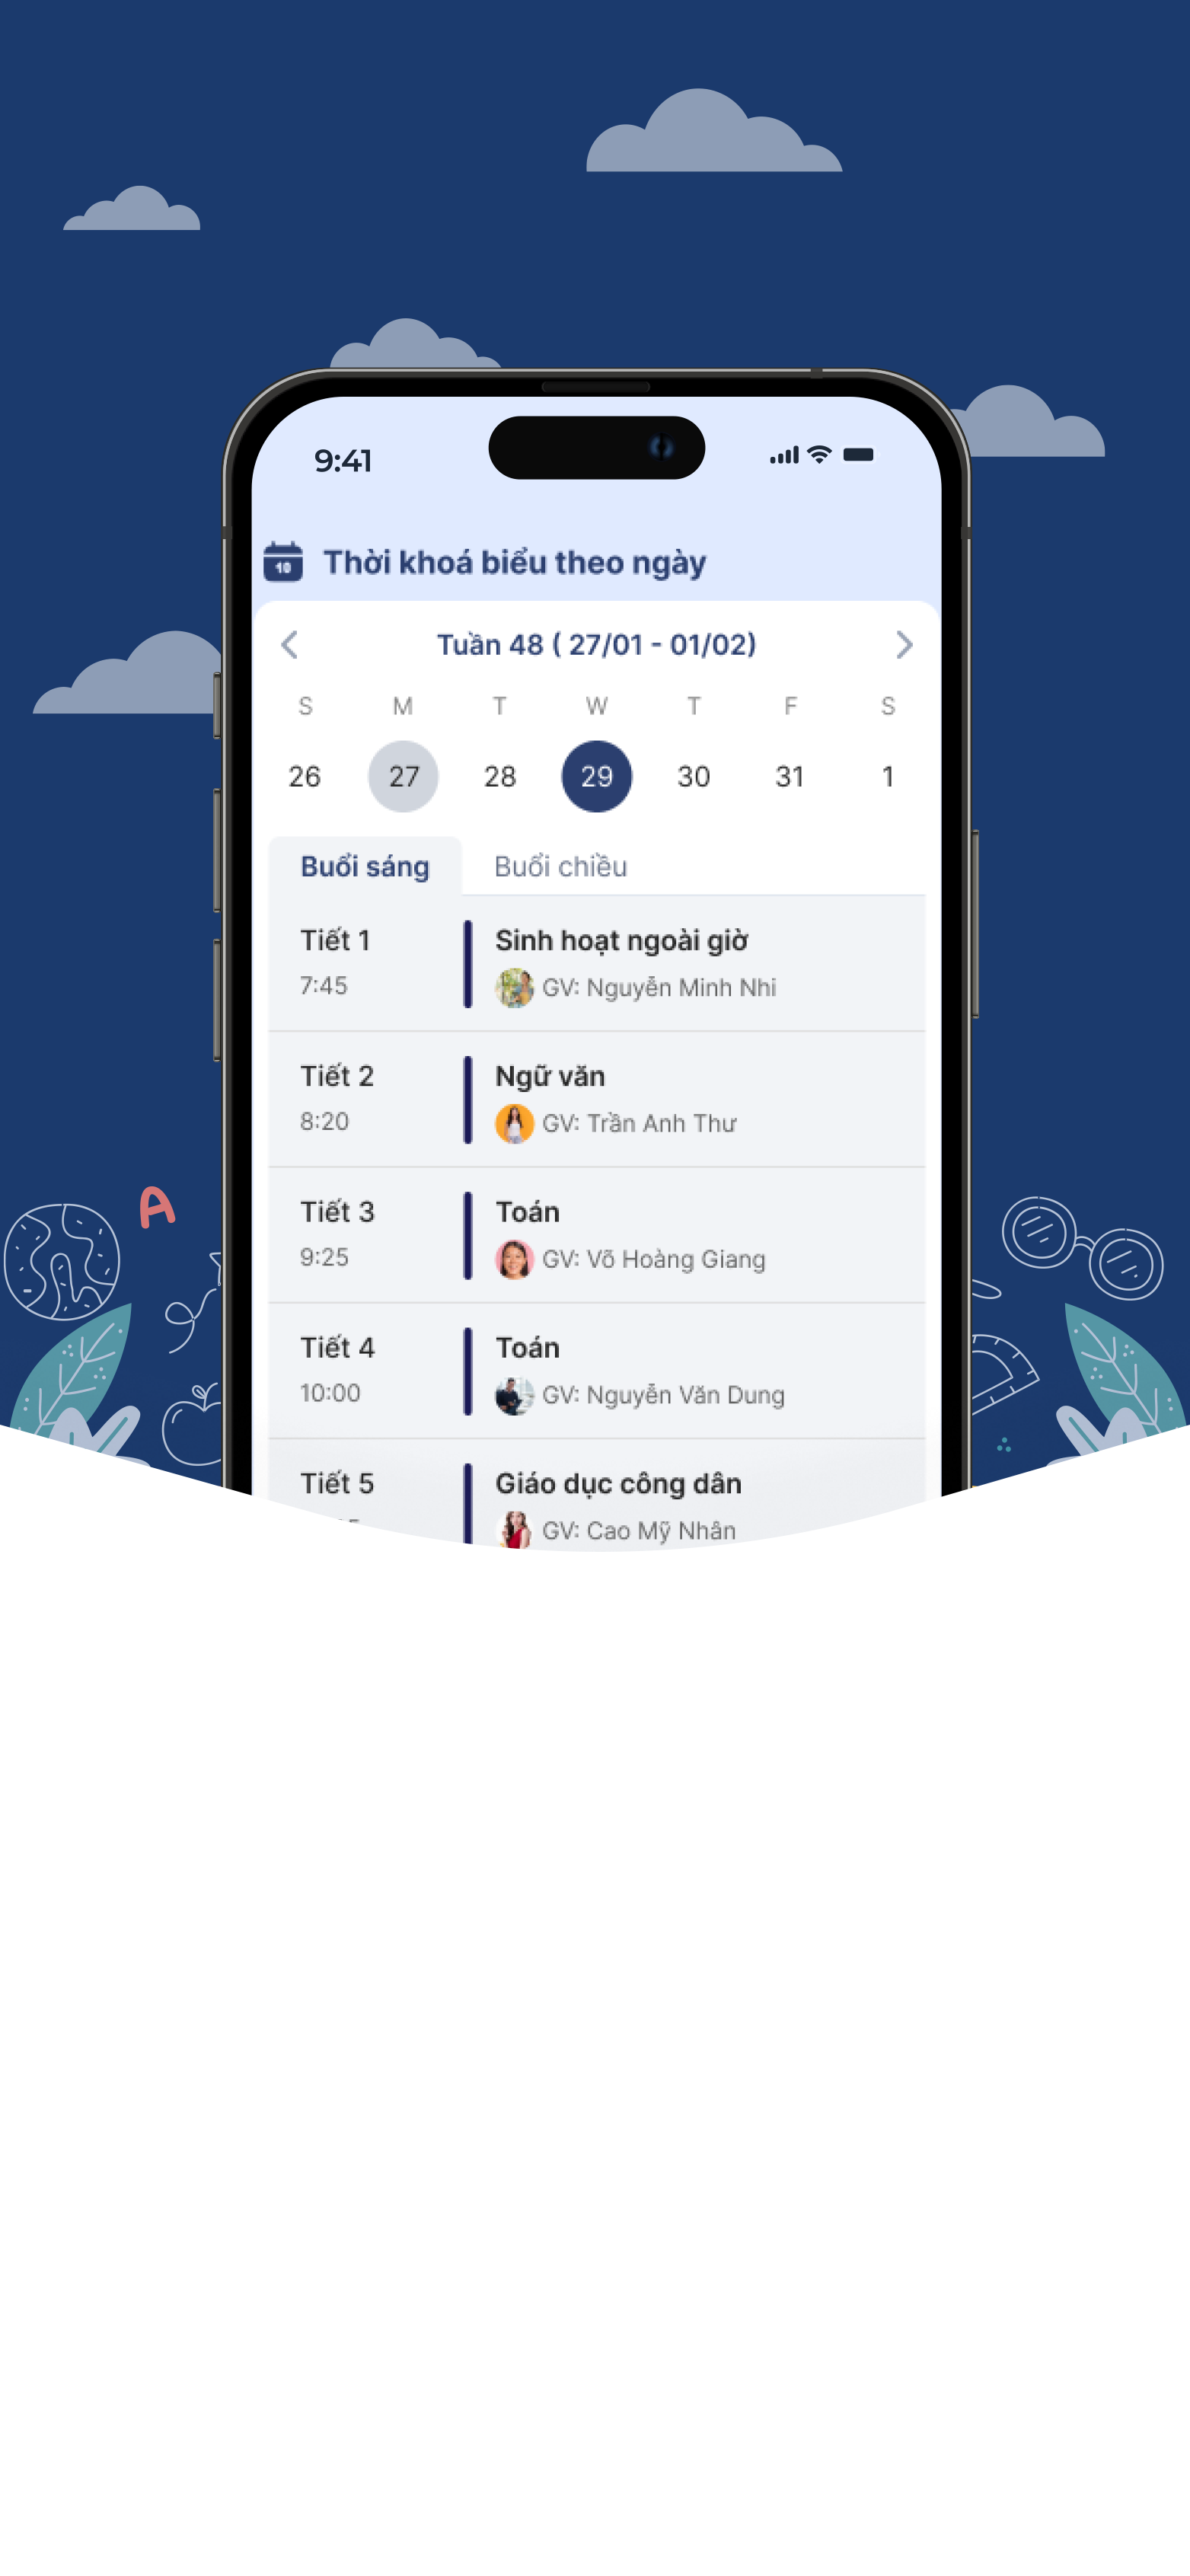 A
9:41
10
Thời khoá biểu theo ngày
Tuần 48 ( 27/01 - 01/02)
S M T W T F S
26 27 28 29 30 31 1
Buổi sáng Buổi chiều
Tiết 1 Sinh hoạt ngoài giờ
7:45 GV: Nguyễn Minh Nhi
Tiết 2 Ngữ văn
8:20 GV: Trần Anh Thư
Tiết 3 Toán
9:25 GV: Võ Hoàng Giang
Tiết 4 Toán
10:00 GV: Nguyễn Văn Dung
Tiết 5 Giáo dục công dân
GV: Cao Mỹ Nhân